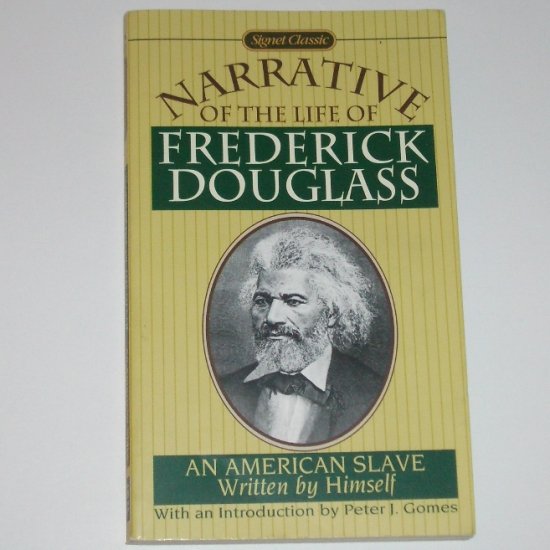 Signet Classic
NARRATIVE
OF THE LIFE OF
FREDERICK
DOUGLASS
AN AMERICAN SLAVE
Written by Himself
With an Introduction by Peter J. Gomes